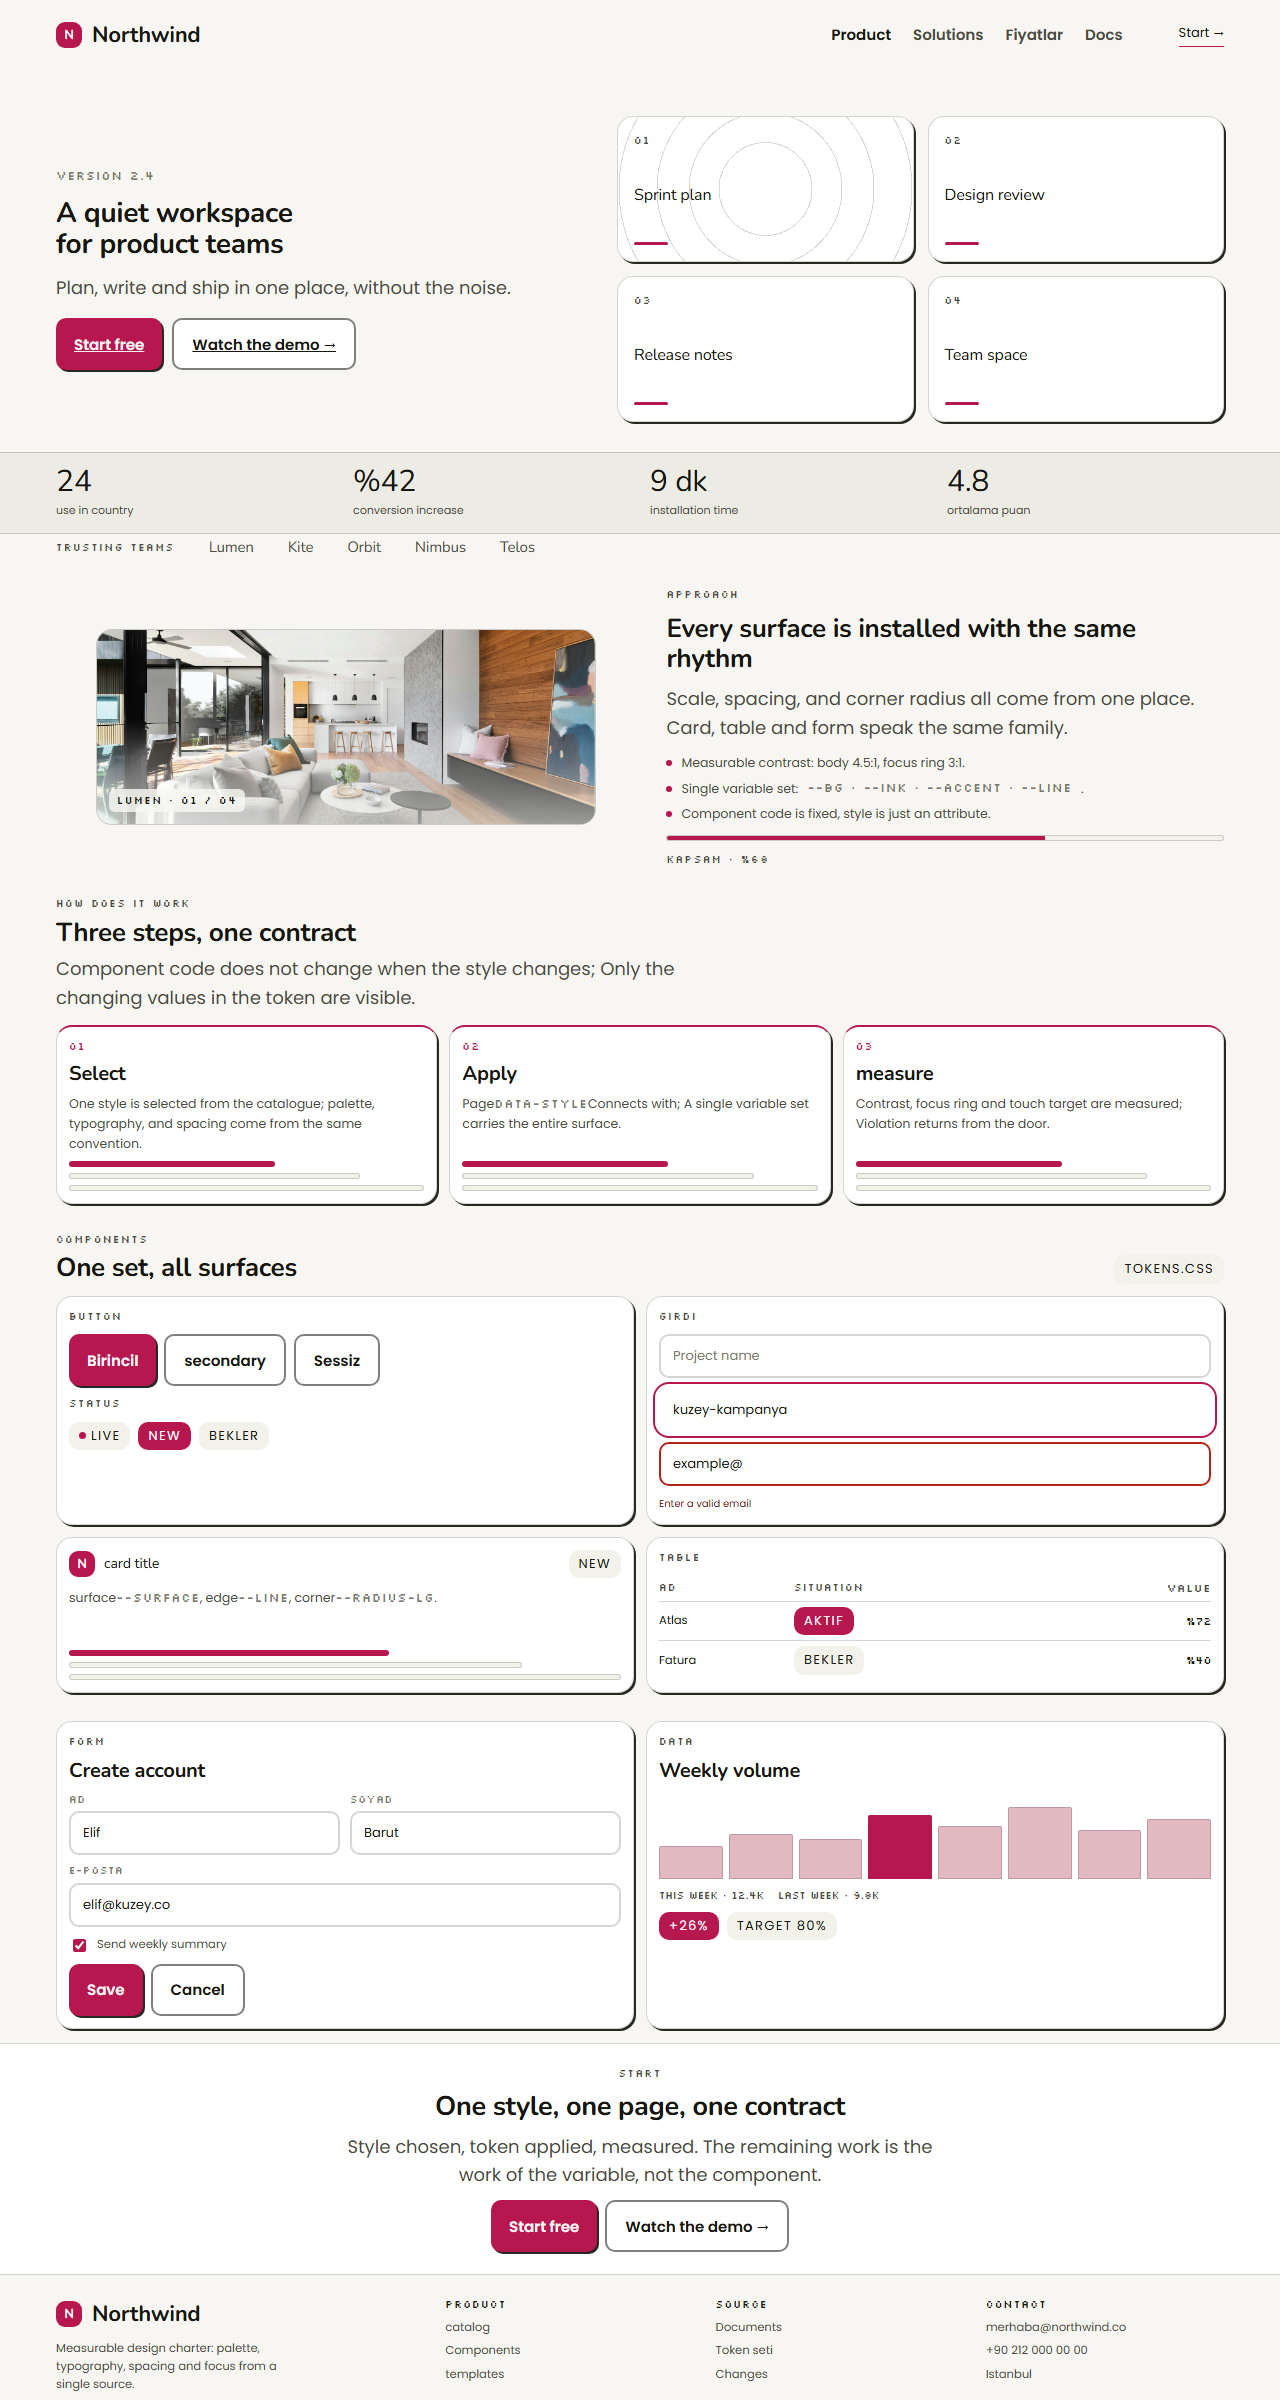 N Northwind
Product Solutions Fiyatlar Docs Start →
VERSION 2.4
A quiet workspace
for product teams
Plan, write and ship in one place, without the noise.
Start free Watch the demo →
01
Sprint plan
02
Design review
03
Release notes
04
Team space
24
use in country
%42
conversion increase
9 dk
installation time
4.8
ortalama puan
TRUSTING TEAMS Lumen Kite Orbit Nimbus Telos
LUMEN · 01 / 04
APPROACH
Every surface is installed with the same
rhythm
Scale, spacing, and corner radius all come from one place.
Card, table and form speak the same family.
Measurable contrast: body 4.5:1, focus ring 3:1.
Single variable set: --BG · --INK · --ACCENT · --LINE .
Component code is fixed, style is just an attribute.
KAPSAM · %68
HOW DOES IT WORK
Three steps, one contract
Component code does not change when the style changes; Only the
changing values in the token are visible.
01
Select
One style is selected from the catalogue; palette,
typography, and spacing come from the same
convention.
02
Apply
PageDATA-STYLEConnects with; A single variable set
carries the entire surface.
03
measure
Contrast, focus ring and touch target are measured;
Violation returns from the door.
COMPONENTS
One set, all surfaces
TOKENS.CSS
BUTTON
Birincil secondary Sessiz
STATUS
LIVE NEW BEKLER
GIRDI
Project name
kuzey-kampanya
example@
Enter a valid email
N card title NEW
surface--SURFACE, edge--LINE, corner--RADIUS-LG.
TABLE
AD SITUATION VALUE
Atlas AKTIF %72
Fatura BEKLER %40
FORM
Create account
AD SOYAD
Elif Barut
E-POSTA
elif@kuzey.co
Send weekly summary
Save Cancel
DATA
Weekly volume
THIS WEEK · 12.4K LAST WEEK · 9.8K
+26% TARGET 80%
START
One style, one page, one contract
Style chosen, token applied, measured. The remaining work is the
work of the variable, not the component.
Start free Watch the demo →
N Northwind
Measurable design charter: palette,
typography, spacing and focus from a
single source.
PRODUCT
catalog
Components
templates
SOURCE
Documents
Token seti
Changes
CONTACT
merhaba@northwind.co
+90 212 000 00 00
Istanbul